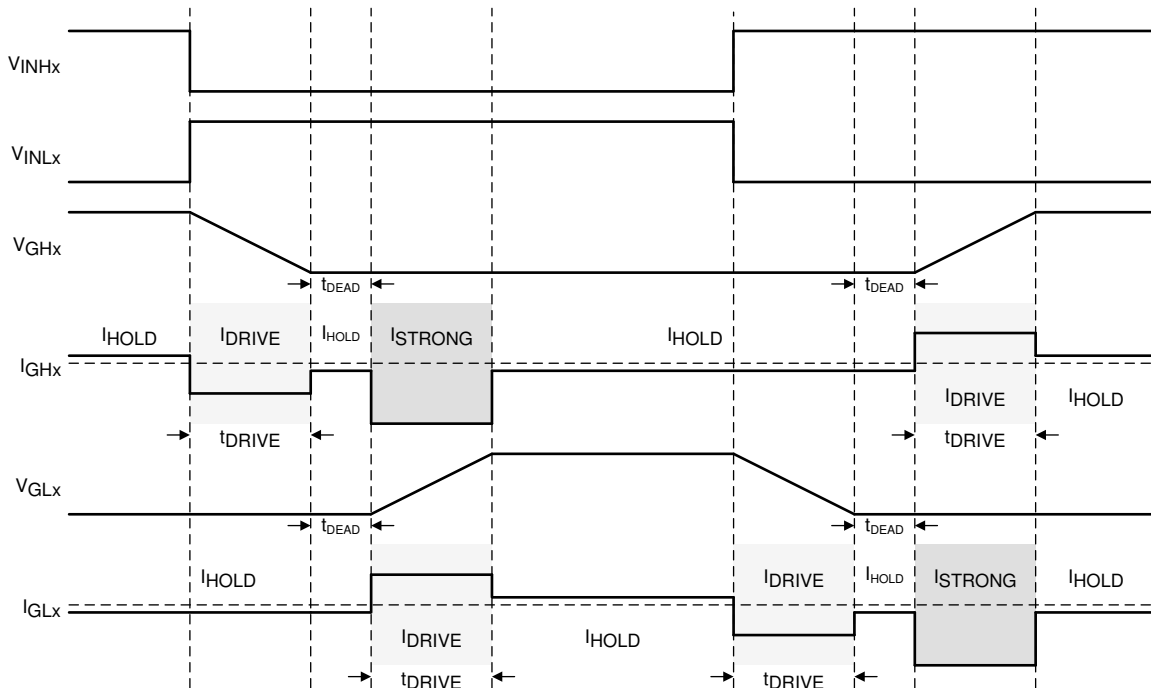 VINHx
VINLx
VGHx
tDEAD
tDEAD
IHOLD
IDRIVE
IHOLD
ISTRONG
IHOLD
IGHx
IDRIVE
IHOLD
tDRIVE
tDRIVE
VGLx
tDEAD
tDEAD
IHOLD
IDRIVE
IHOLD
ISTRONG
IHOLD
IGLx
IDRIVE
IHOLD
tDRIVE
tDRIVE